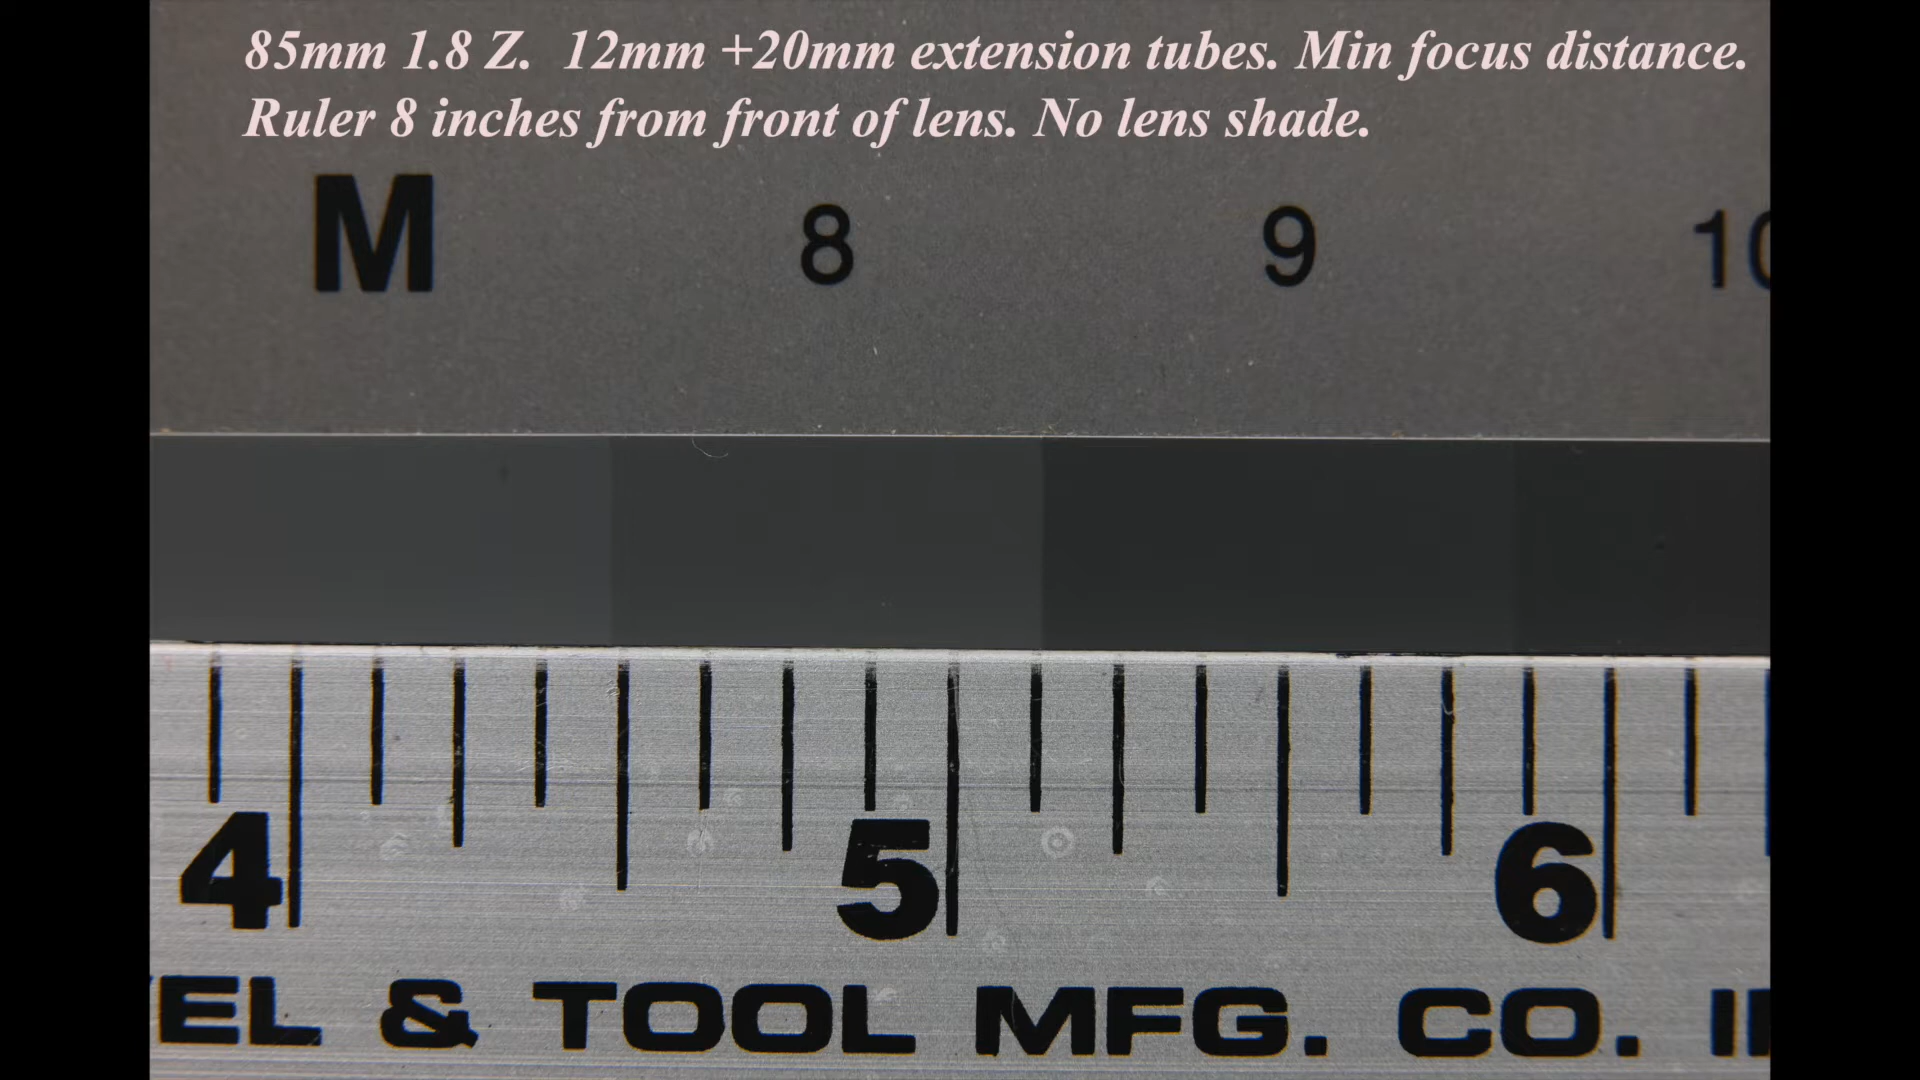 85mm 1.8 Z. 12mm +20mm extension tubes. Min focus distance.
Ruler 8 inches from front of lens. No lens shade.
M 8 9 10
4 5 6
EL & TOOL MFG. CO.